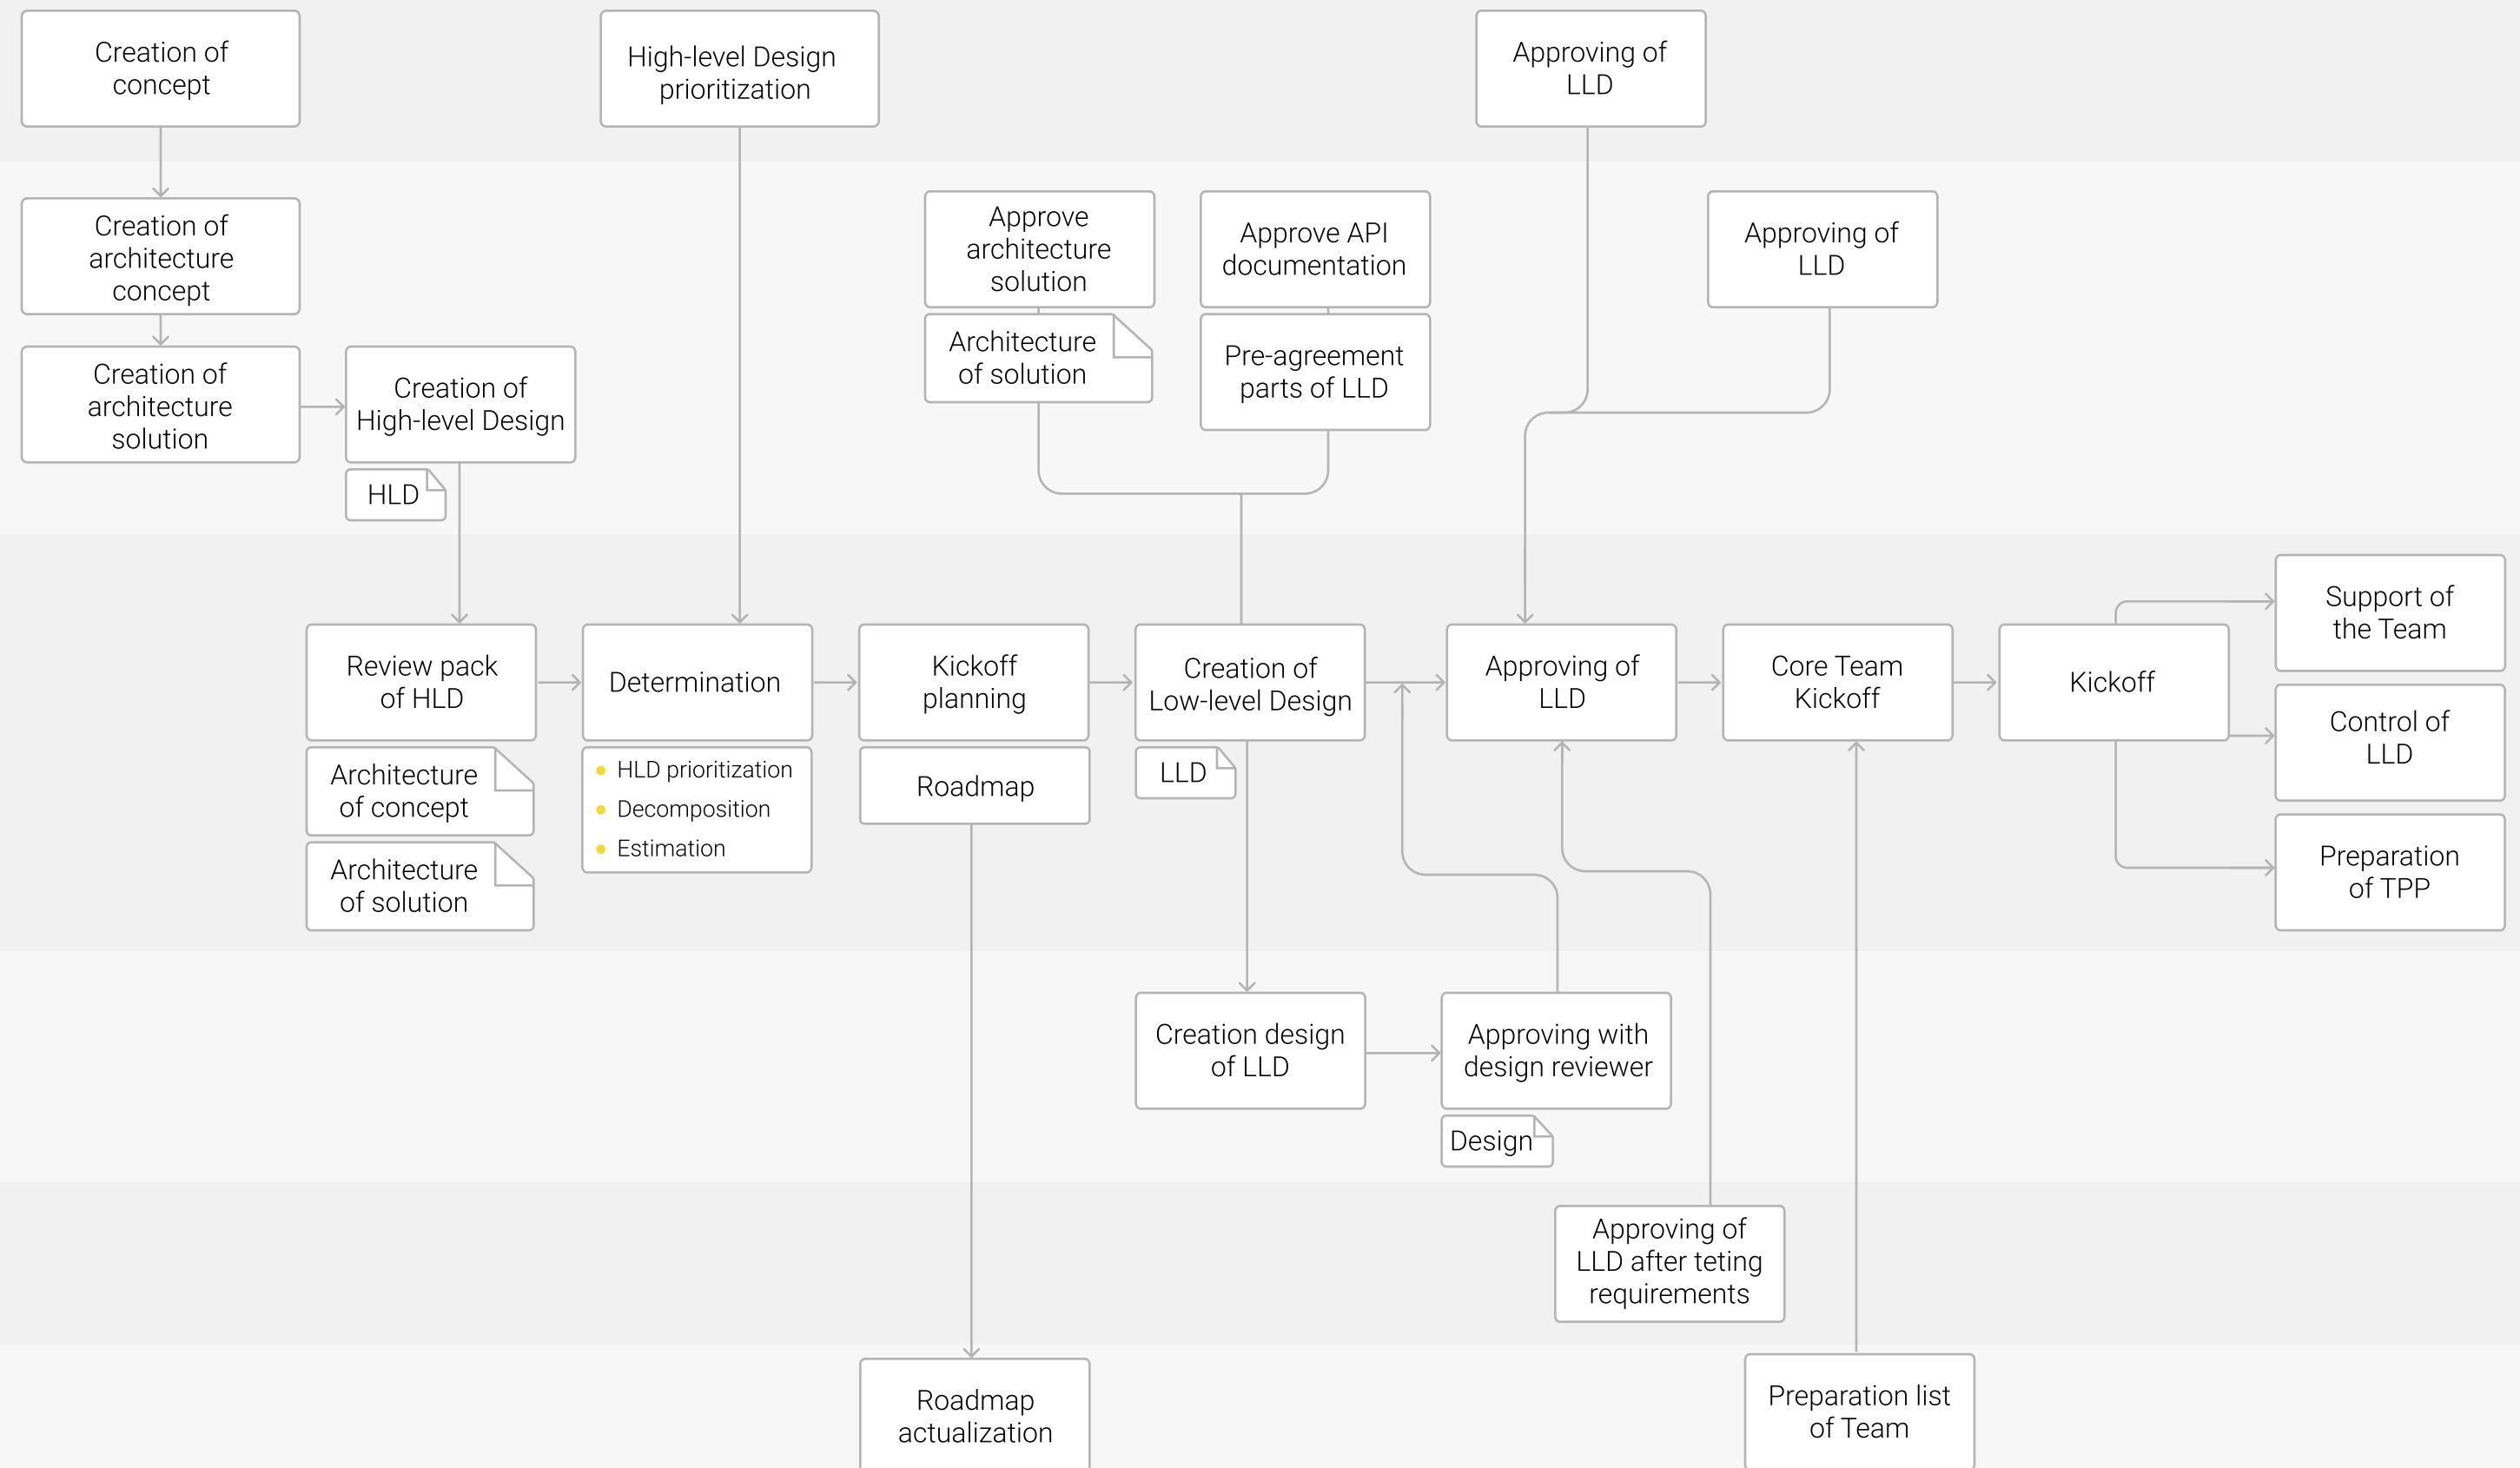 Creation of
concept
High-level Design
prioritization
Approving of
LLD
Creation of
architecture
concept
Approve
architecture
solution
Approve API
documentation
Approving of
LLD
Architecture
of solution
Pre-agreement
parts of LLD
Creation of
architecture
solution
Creation of
High-level Design
HLD
Review pack
of HLD
Determination
Kickoff
planning
Creation of
Low-level Design
Approving of
LLD
Core Team
Kickoff
Kickoff
Support of
the Team
Control of
LLD
Preparation
of TPP
Architecture
of concept
Architecture
of solution
HLD prioritization
Decomposition
Estimation
Roadmap
LLD
Creation design
of LLD
Approving with
design reviewer
Design
Approving of
LLD after teting
requirements
Roadmap
actualization
Preparation list
of Team